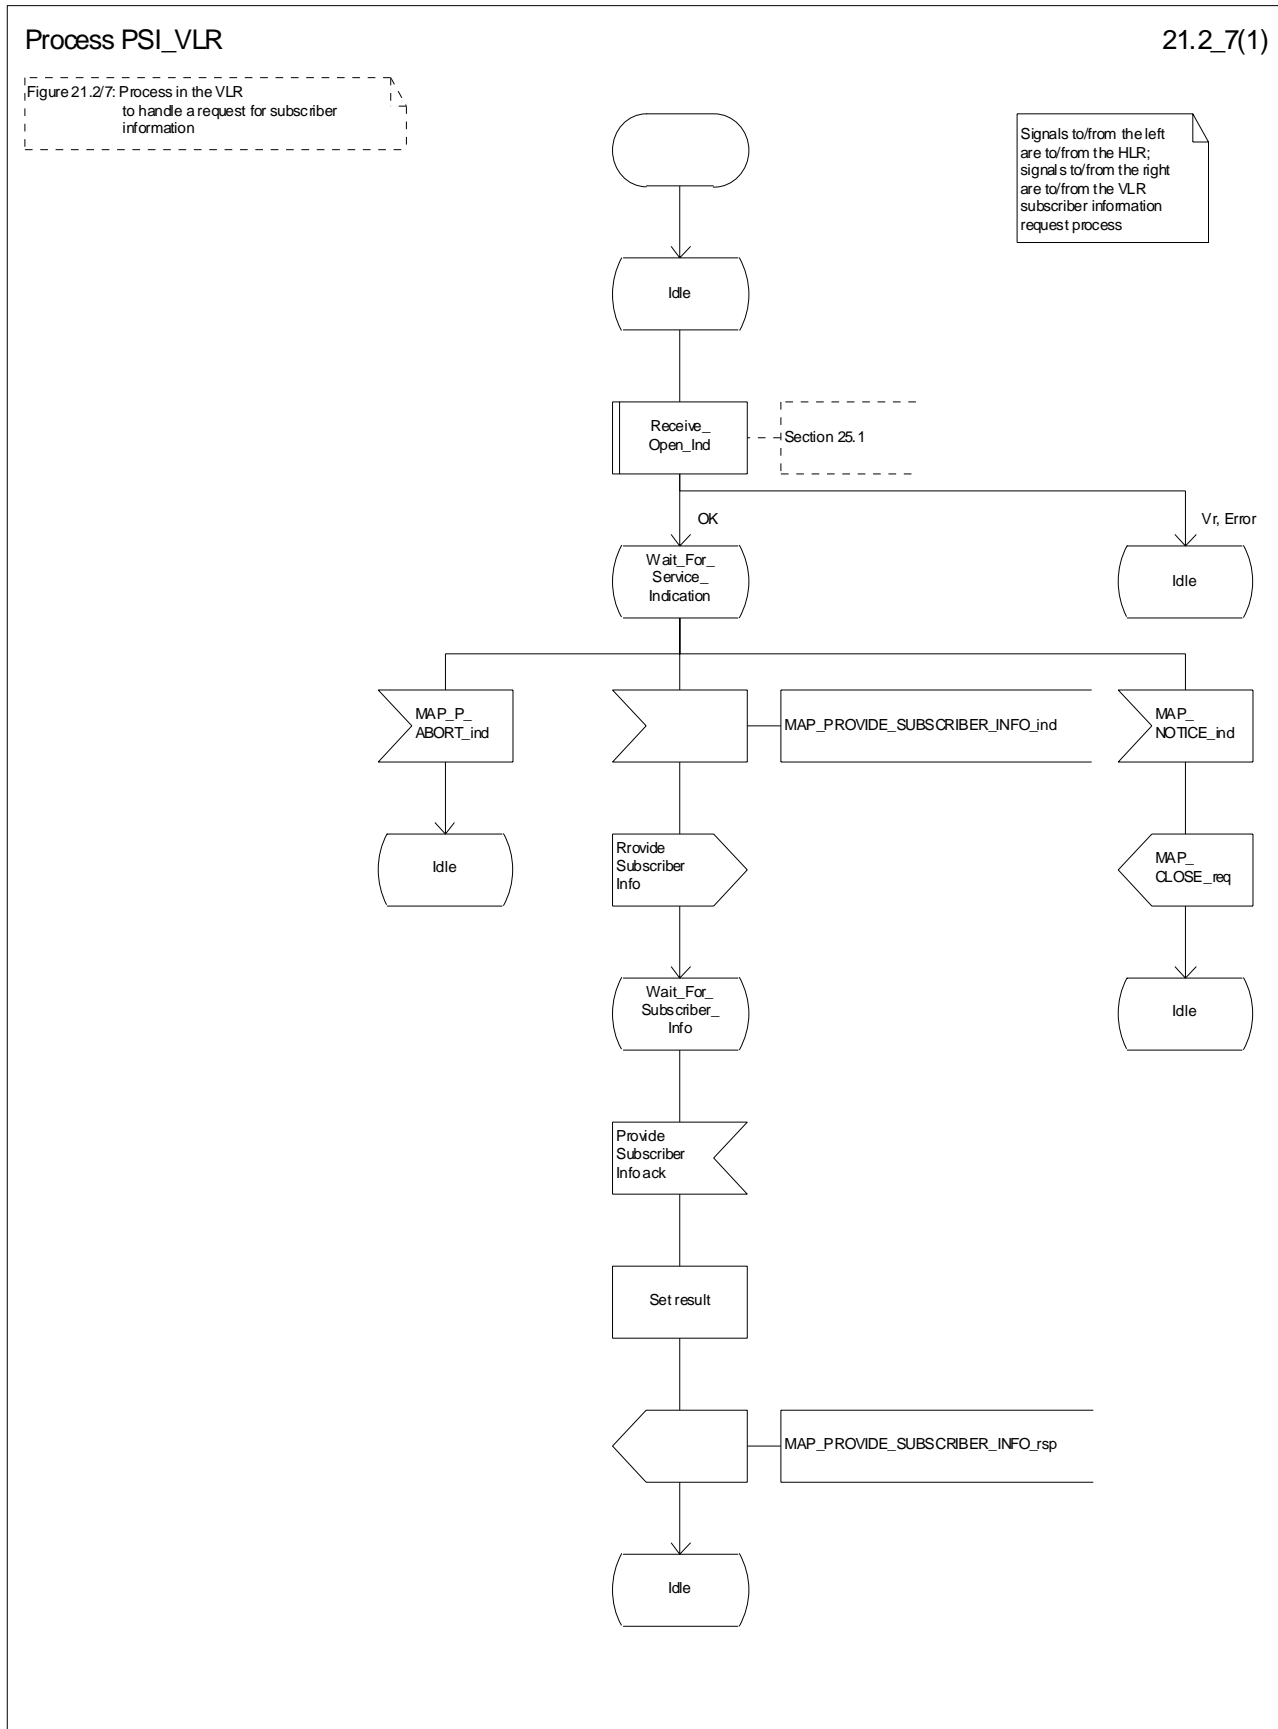 Process PSI_VLR
21.2_7(1)
Figure 21.2/7: Process in the VLR
to handle a request for subscriber
information
Signals to/from the left
are to/from the HLR;
signals to/from the right
are to/from the VLR
subscriber information
request process
Idle
Receive_
Open_Ind
Section 25.1
OK
Vr, Error
Wait_For_
Service_
Indication
Idle
MAP_P_
ABORT_ind
MAP_PROVIDE_SUBSCRIBER_INFO_ind
MAP_
NOTICE_ind
Idle
Rrovide
Subscriber
Info
MAP_
CLOSE_req
Wait_For_
Subscriber_
Info
Idle
Provide
Subscriber
Info ack
Set result
MAP_PROVIDE_SUBSCRIBER_INFO_rsp
Idle